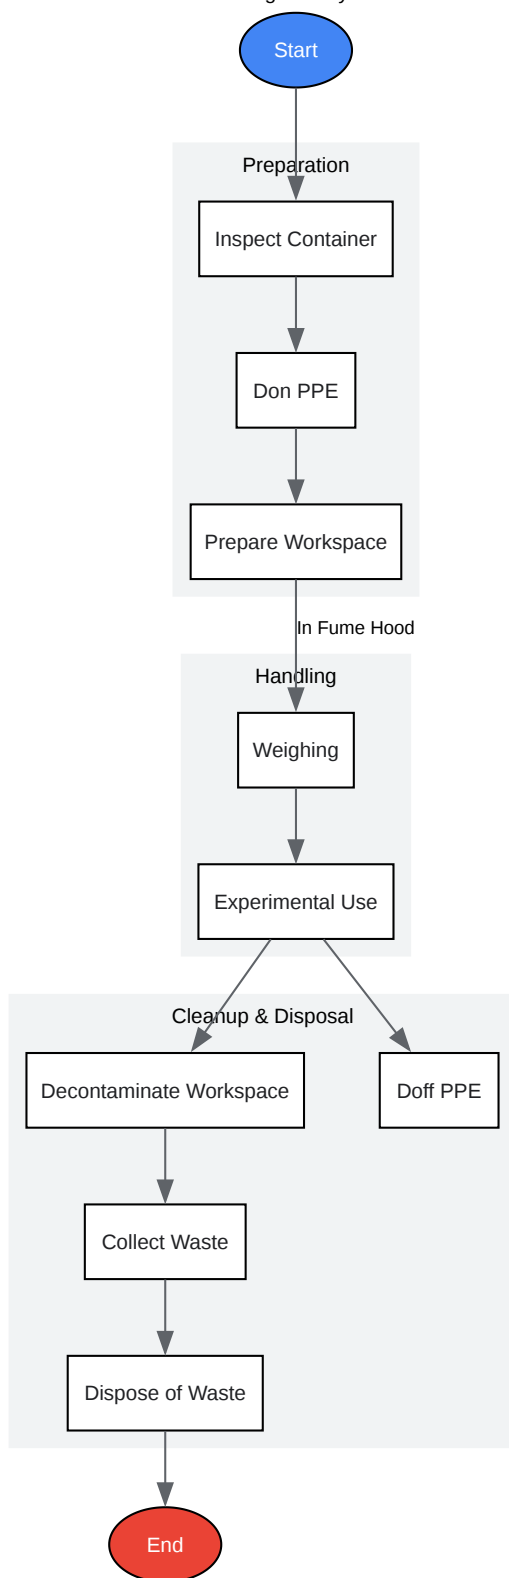 Start
Preparation
Inspect Container
Don PPE
Prepare Workspace
In Fume Hood
Handling
Weighing
Experimental Use
Cleanup & Disposal
Decontaminate Workspace
Doff PPE
Collect Waste
Dispose of Waste
End